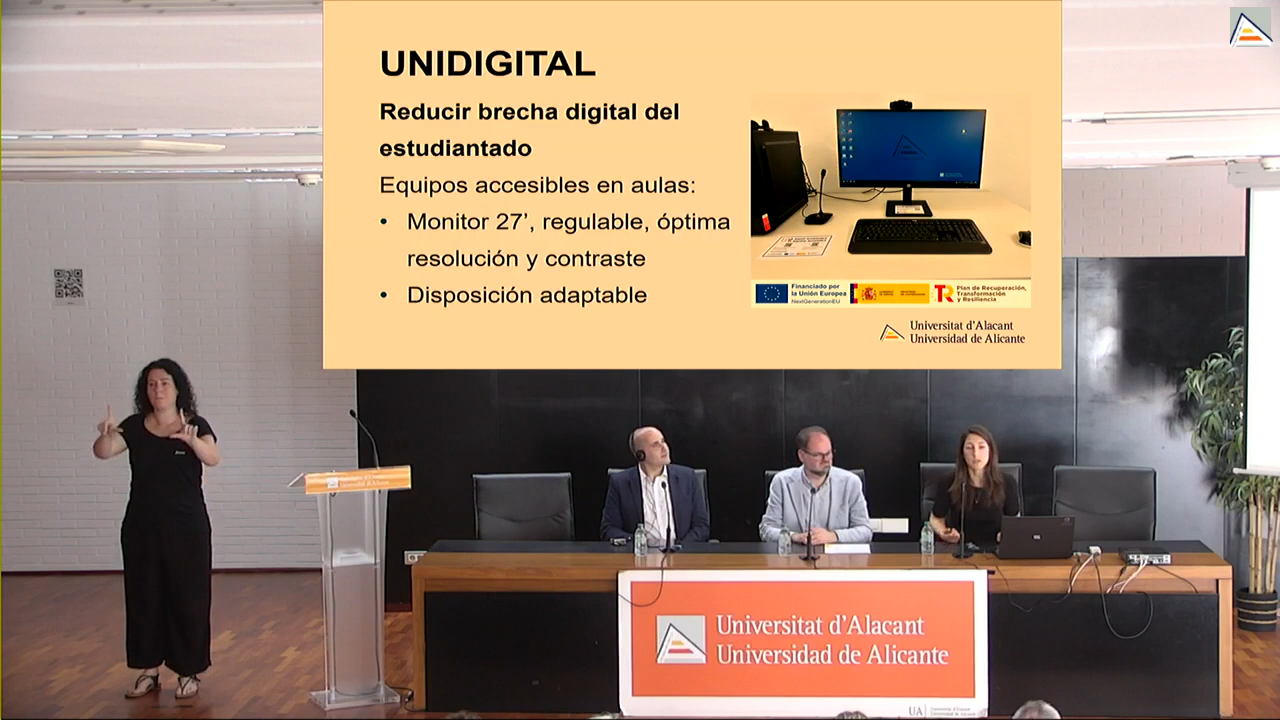 UNIDIGITAL
Reducir brecha digital del
estudiantado
Equipos accesibles en aulas:
• Monitor 27’, regulable, óptima
resolución y contraste
• Disposición adaptable
Financiado por
la Unión Europea
NextGenerationEU
Plan de Recuperación,
Transformación
y Resiliencia
Universitat d’Alacant
Universidad de Alicante
Universitat d’Alacant
Universidad de Alicante
UA